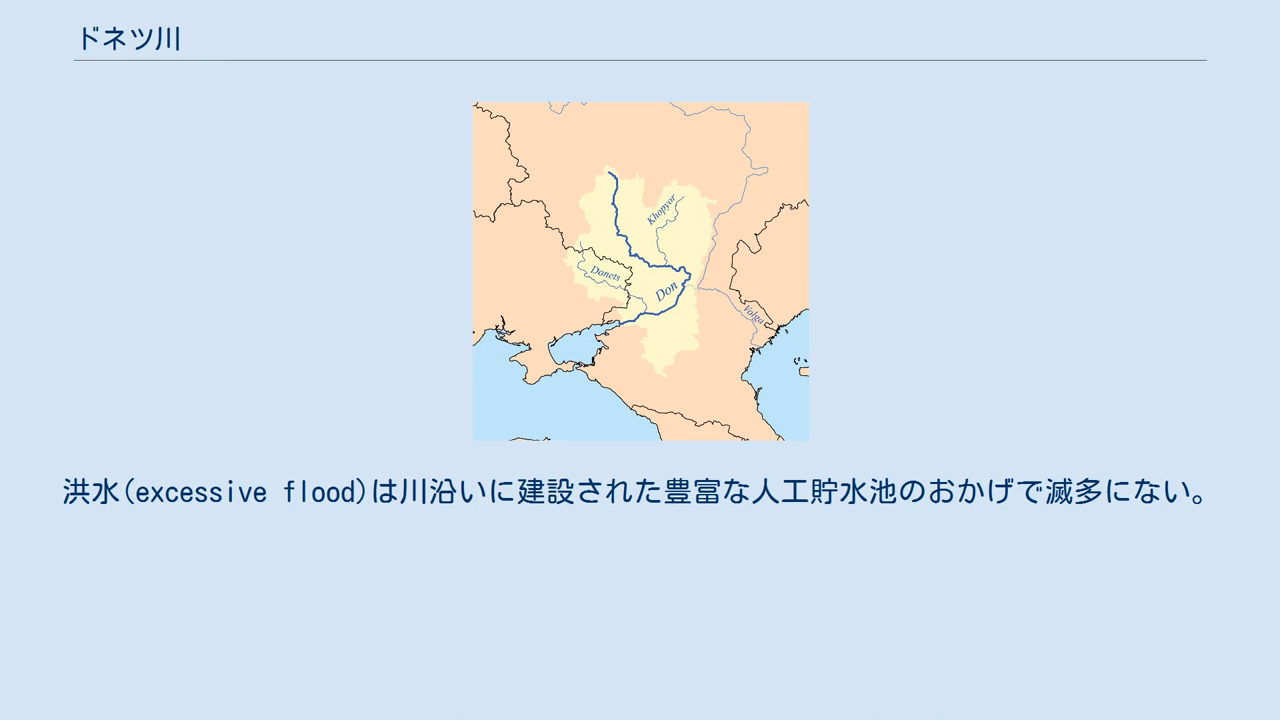 ドネツ川
Khopyor
Donets
Don
Volga
洪水(excessive flood)は川沿いに建設された豊富な人工貯水池のおかげで滅多にない。